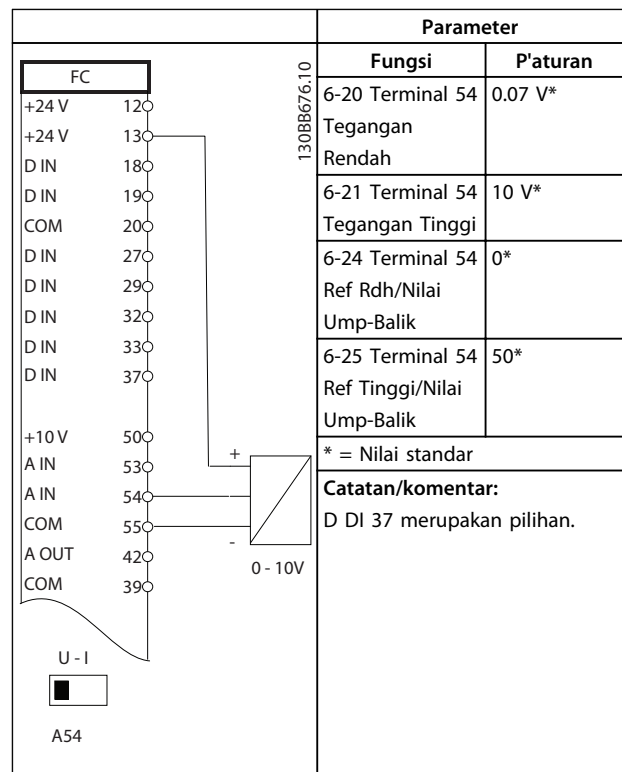 Parameter
Fungsi P'aturan
6-20 Terminal 54 0.07 V*
Tegangan
Rendah
6-21 Terminal 54 10 V*
Tegangan Tinggi
6-24 Terminal 54 0*
Ref Rdh/Nilai
Ump-Balik
6-25 Terminal 54 50*
Ref Tinggi/Nilai
Ump-Balik
* = Nilai standar
Catatan/komentar:
D DI 37 merupakan pilihan.
130BB676.10
FC
+24 V 12
+24 V 13
D IN 18
D IN 19
COM 20
D IN 27
D IN 29
D IN 32
D IN 33
D IN 37
+10 V 50
A IN 53
A IN 54
COM 55
A OUT 42
COM 39
+
-
0 - 10V
U - I
A54